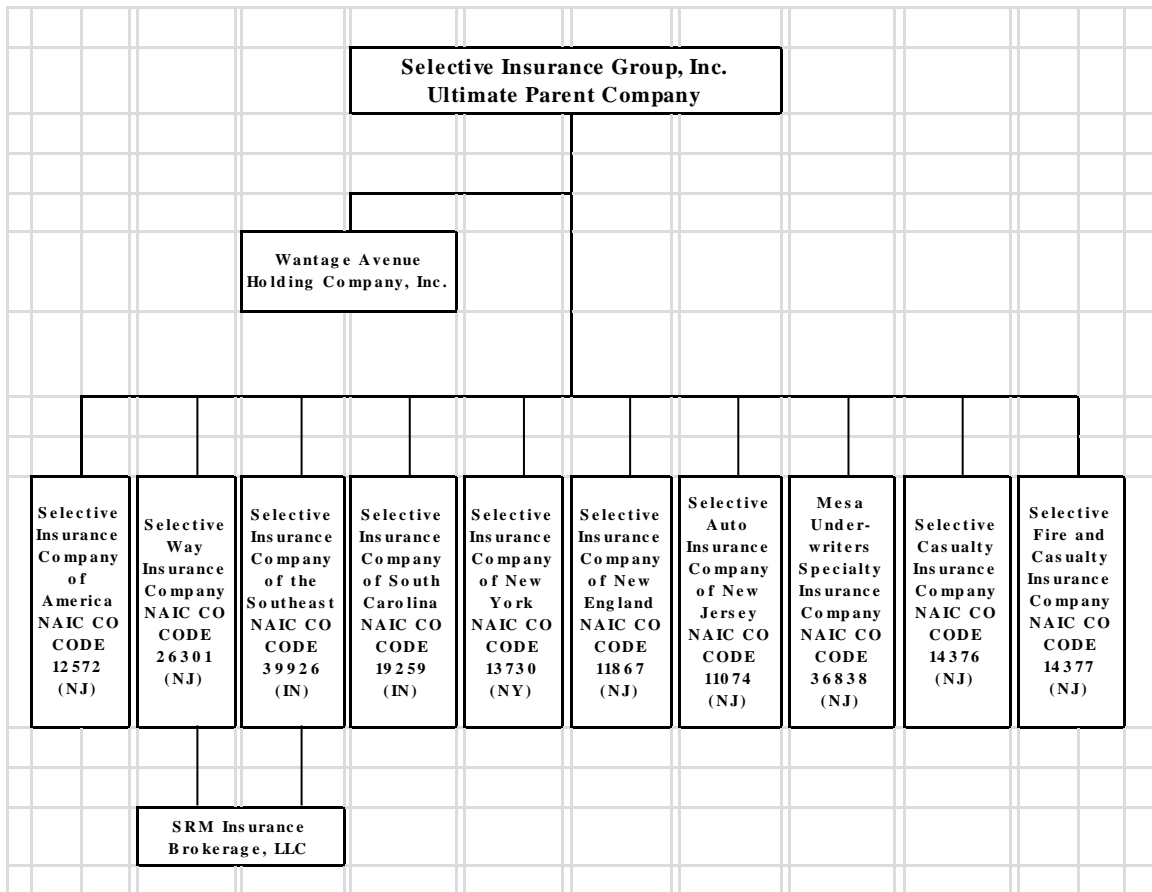 Selective Insurance Group, Inc.
Ultimate Parent Company
Wantage Avenue
Holding Company, Inc.
Selective
Insurance
Company
of
America
NAIC CO
CODE
12572
(NJ)
Selective
Way
Insurance
Company
NAIC CO
CODE
26301
(NJ)
Selective
Insurance
Company
of the
Southeast
NAIC CO
CODE
39926
(IN)
Selective
Insurance
Company
of South
Carolina
NAIC CO
CODE
19259
(IN)
Selective
Insurance
Company
of New
York
NAIC CO
CODE
13730
(NY)
Selective
Insurance
Company
of New
England
NAIC CO
CODE
11867
(NJ)
Selective
Auto
Insurance
Company
of New
Jersey
NAIC CO
CODE
11074
(NJ)
Mesa
Under-
writers
Specialty
Insurance
Company
NAIC CO
CODE
36838
(NJ)
Selective
Casualty
Insurance
Company
NAIC CO
CODE
14376
(NJ)
Selective
Fire and
Casualty
Insurance
Company
NAIC CO
CODE
14377
(NJ)
SRM Insurance
Brokerage, LLC